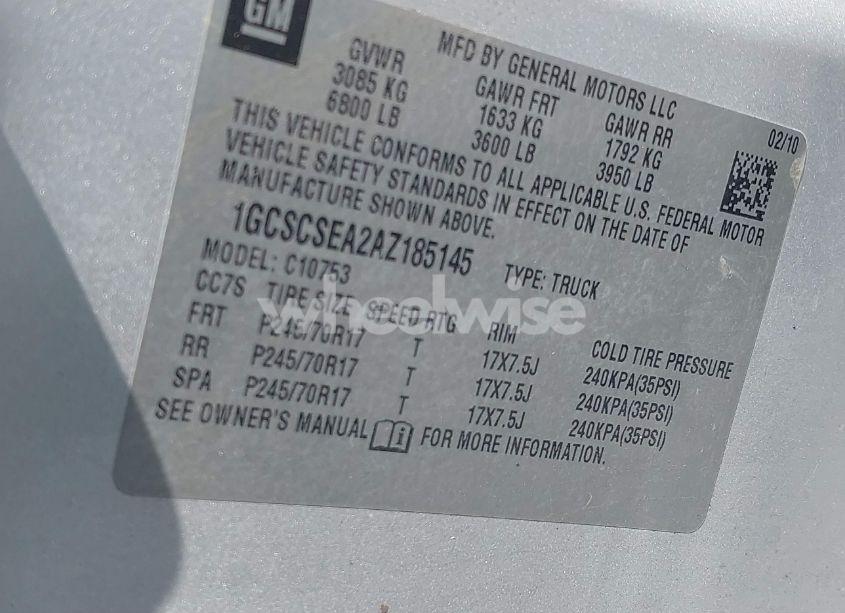 GM
MFD BY GENERAL MOTORS LLC
02/10
GVWR GAWR FRT GAWR RR
3085 KG 1633 KG 1792 KG
6800 LB 3600 LB 3950 LB
THIS VEHICLE CONFORMS TO ALL APPLICABLE U.S. FEDERAL MOTOR
VEHICLE SAFETY STANDARDS IN EFFECT ON THE DATE OF
MANUFACTURE SHOWN ABOVE.
1GCSCSEA2AZ185145 TYPE: TRUCK
MODEL: C10753
CC7S TIRE SIZE SPEED RTG RIM COLD TIRE PRESSURE
FRT P245/70R17 T 17X7.5J 240KPA(35PSI)
RR P245/70R17 T 17X7.5J 240KPA(35PSI)
SPA P245/70R17 T 17X7.5J 240KPA(35PSI)
SEE OWNER'S MANUAL FOR MORE INFORMATION.
wheelwise